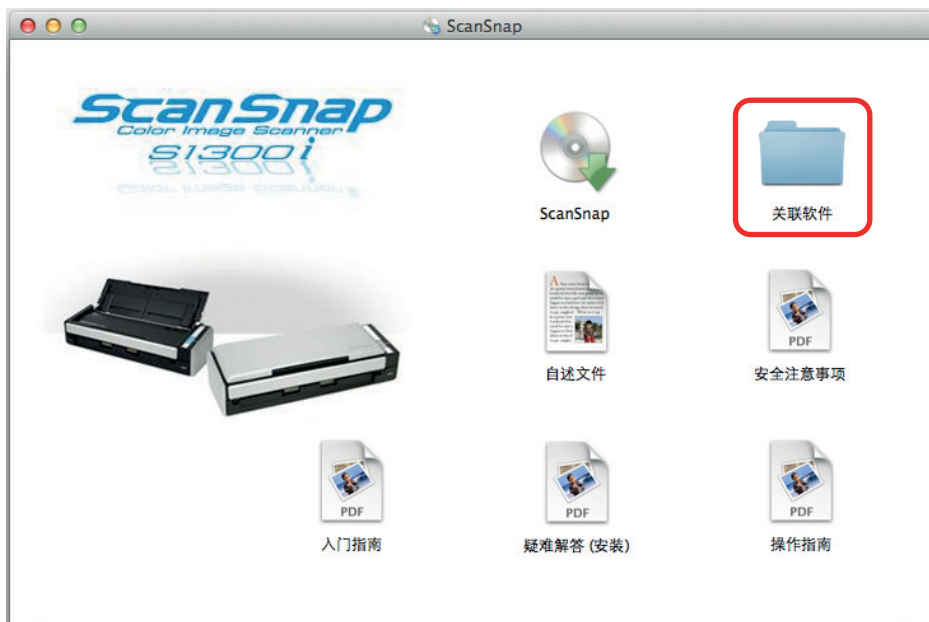 ScanSnap
ScanSnap
Color Image Scanner
S1300i
ScanSnap
关联软件
自述文件
PDF
安全注意事项
PDF
入门指南
PDF
疑难解答 (安装)
PDF
操作指南